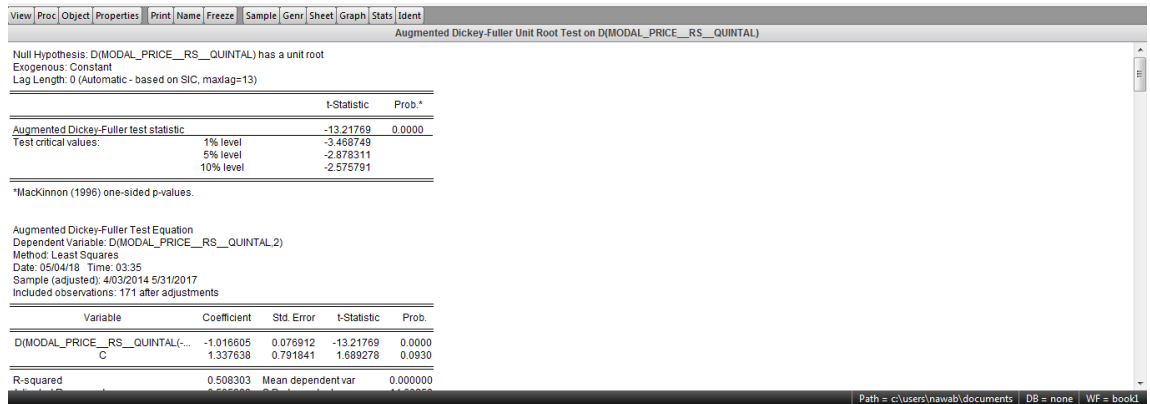 View Proc Object Properties Print Name Freeze Sample Genr Sheet Graph Stats Ident
Augmented Dickey-Fuller Unit Root Test on D(MODAL_PRICE__RS__QUINTAL)
Null Hypothesis: D(MODAL_PRICE__RS__QUINTAL) has a unit root
Exogenous: Constant
Lag Length: 0 (Automatic - based on SIC, maxlag=13)
t-Statistic Prob.*
Augmented Dickey-Fuller test statistic -13.21769 0.0000
Test critical values: 1% level -3.468749
5% level -2.878311
10% level -2.575791
*MacKinnon (1996) one-sided p-values.
Augmented Dickey-Fuller Test Equation
Dependent Variable: D(MODAL_PRICE__RS__QUINTAL,2)
Method: Least Squares
Date: 05/04/18 Time: 03:35
Sample (adjusted): 4/03/2014 5/31/2017
Included observations: 171 after adjustments
Variable Coefficient Std. Error t-Statistic Prob.
D(MODAL_PRICE__RS__QUINTAL(-... -1.016605 0.076912 -13.21769 0.0000
C 1.337638 0.791841 1.689278 0.0930
R-squared 0.508303 Mean dependent var 0.000000
Path = c:\users\nawab\documents DB = none WF = book1